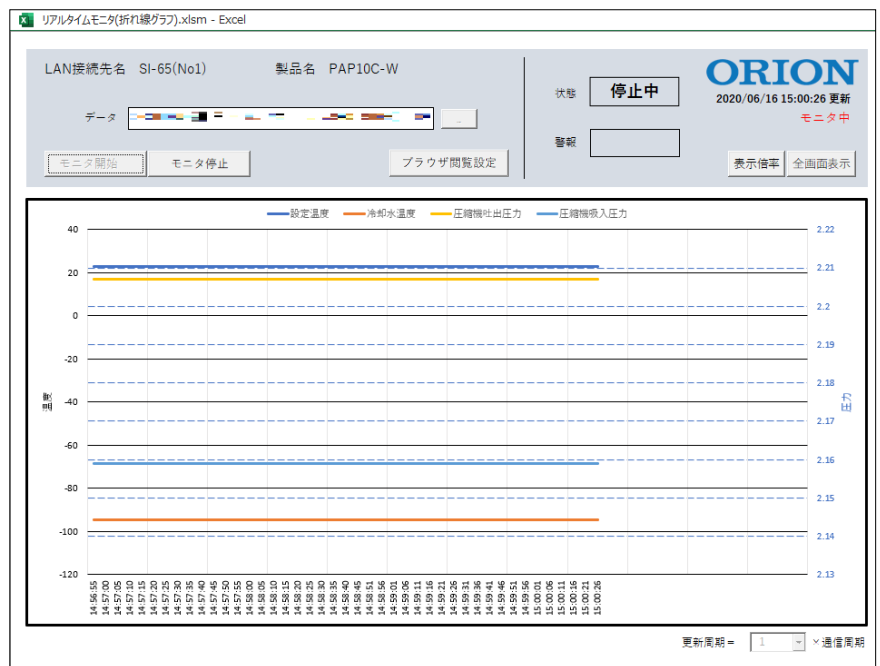 リアルタイムモニタ(折れ線グラフ).xlsm - Excel
LAN接続先名 SI-65(No1) 製品名 PAP10C-W
ORION
状態 停止中
2020/06/16 15:00:26 更新
データ ...
モニタ中
警報
モニタ開始 モニタ停止 ブラウザ閲覧設定 表示倍率 全画面表示
設定温度 冷却水温度 圧縮機吐出圧力 圧縮機吸入圧力
40 2.22
20 2.21
0 2.2
-20 2.19
-40 2.18
-60 2.17
-80 2.16
-100 2.15
-120 2.14
2.13
温度
圧力
14:56:55 14:57:00 14:57:05 14:57:10 14:57:15 14:57:20 14:57:25 14:57:30 14:57:35 14:57:40 14:57:45 14:57:50 14:57:55 14:58:00 14:58:05 14:58:10 14:58:15 14:58:20 14:58:25 14:58:30 14:58:35 14:58:40 14:58:45 14:58:51 14:58:56 14:59:01 14:59:06 14:59:11 14:59:16 14:59:21 14:59:26 14:59:31 14:59:36 14:59:41 14:59:46 14:59:51 14:59:56 15:00:01 15:00:06 15:00:11 15:00:16 15:00:21 15:00:26
更新周期= 1 ×通信周期